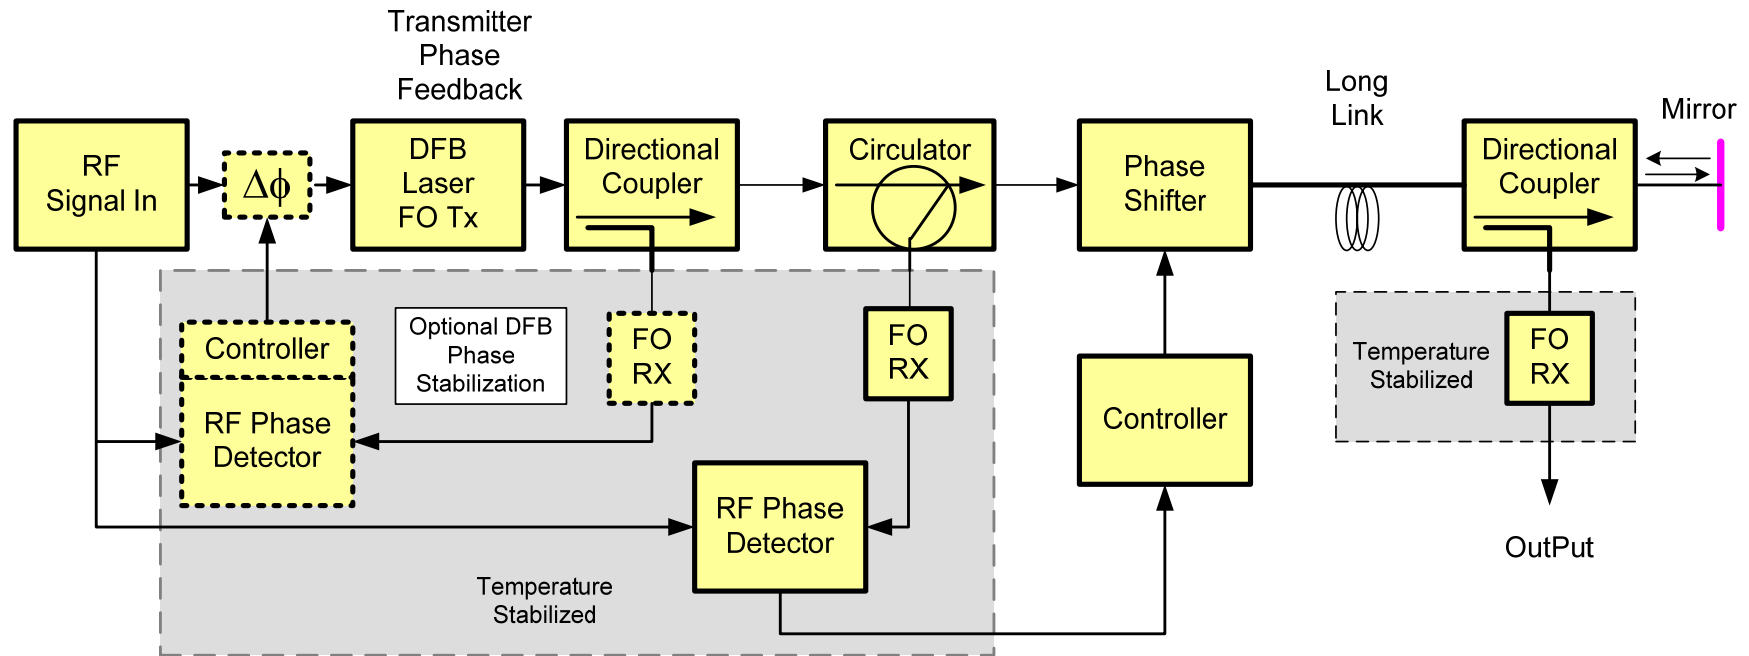 Transmitter
Phase
Feedback
Long
Link
Mirror
RF
Signal In
Δϕ
DFB
Laser
FO Tx
Directional
Coupler
Circulator
Phase
Shifter
Directional
Coupler
Controller
RF Phase
Detector
Optional DFB
Phase
Stabilization
FO
RX
FO
RX
Controller
Temperature
Stabilized
FO
RX
RF Phase
Detector
Temperature
Stabilized
OutPut